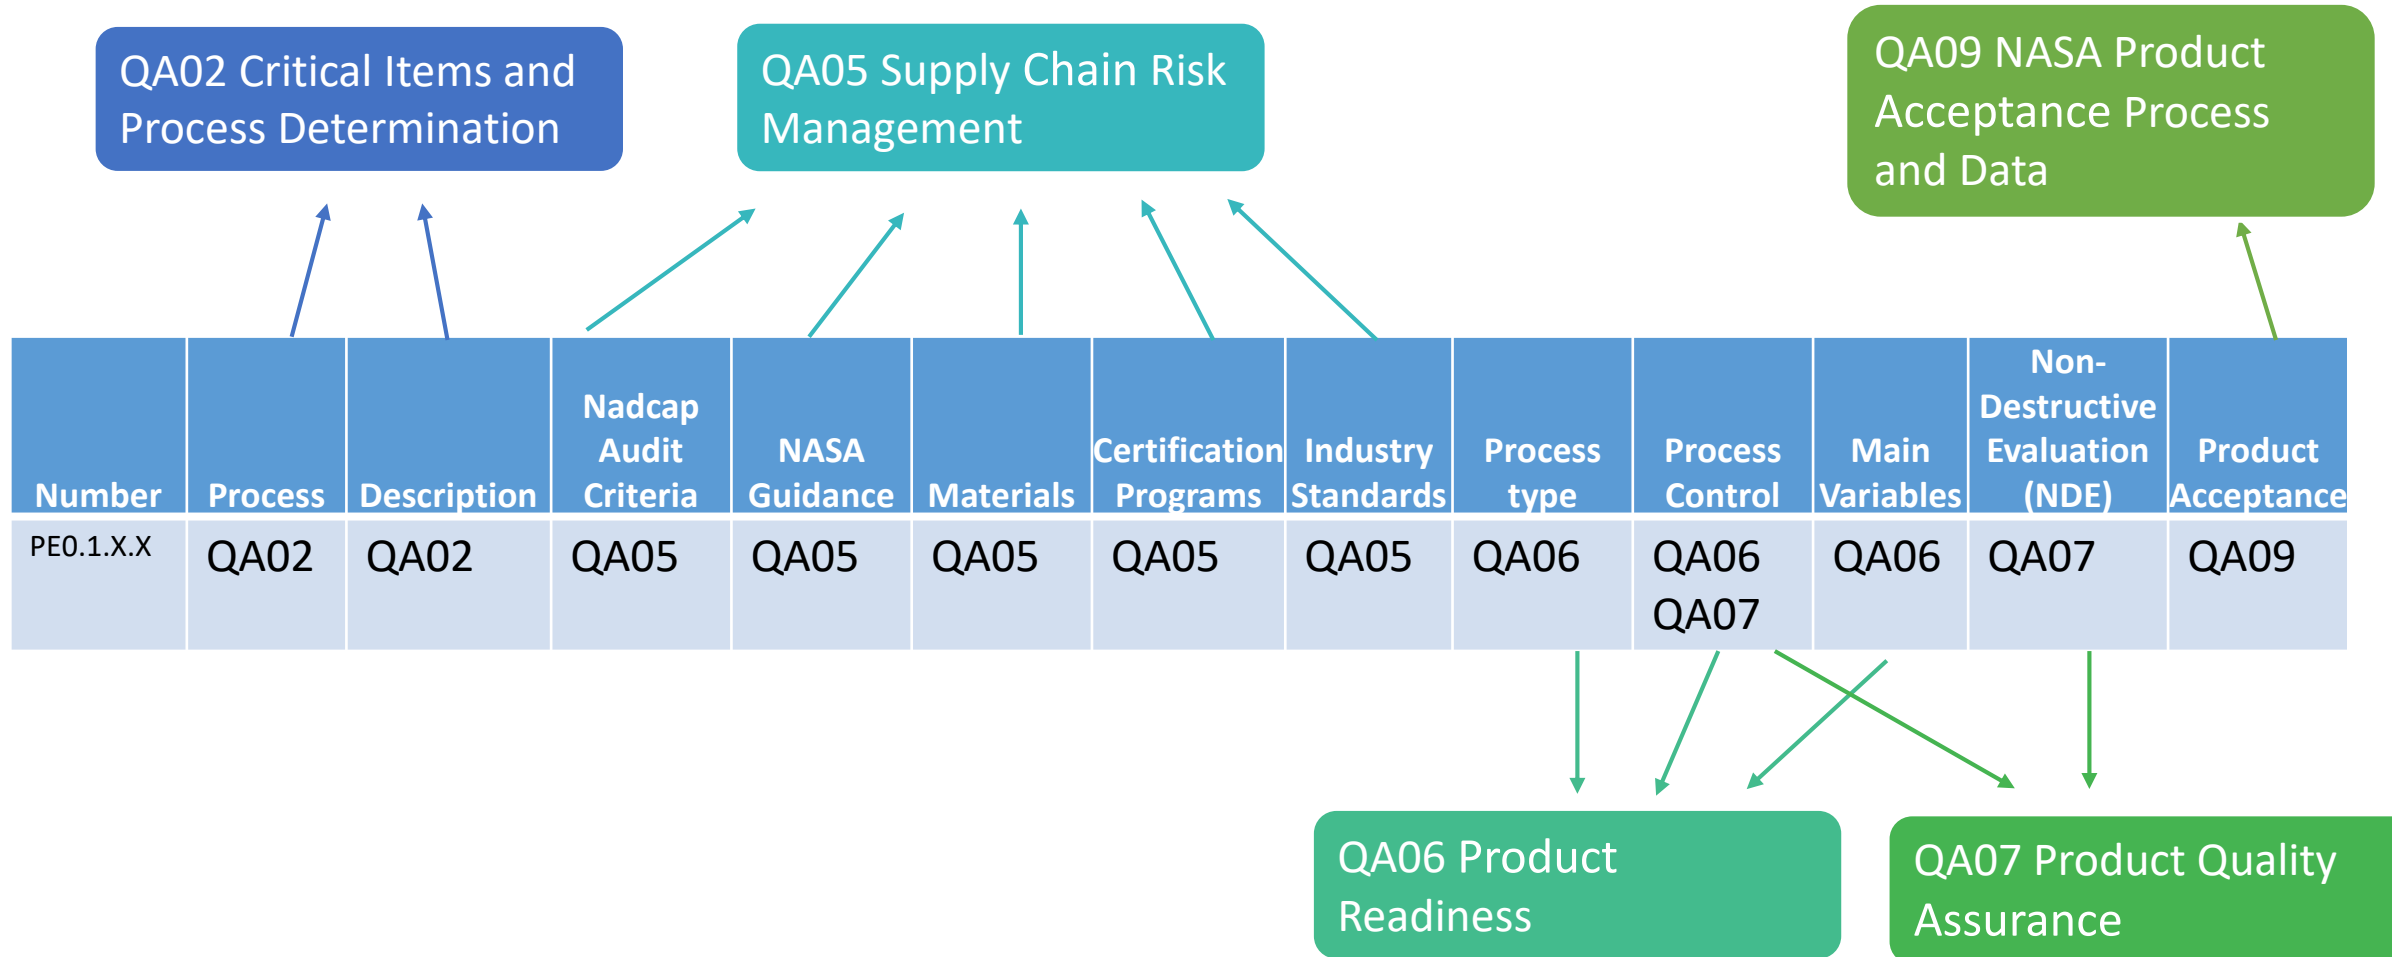 QA02 Critical Items and
Process Determination
QA05 Supply Chain Risk
Management
QA09 NASA Product
Acceptance Process
and Data
Number
Process
Description
Nadcap
Audit
Criteria
NASA
Guidance
Materials
Certification
Programs
Industry
Standards
Process
type
Process
Control
Main
Variables
Non-
Destructive
Evaluation
(NDE)
Product
Acceptance
PE0.1.X.X
QA02
QA02
QA05
QA05
QA05
QA05
QA05
QA06
QA06
QA07
QA06
QA07
QA09
QA06 Product
Readiness
QA07 Product Quality
Assurance